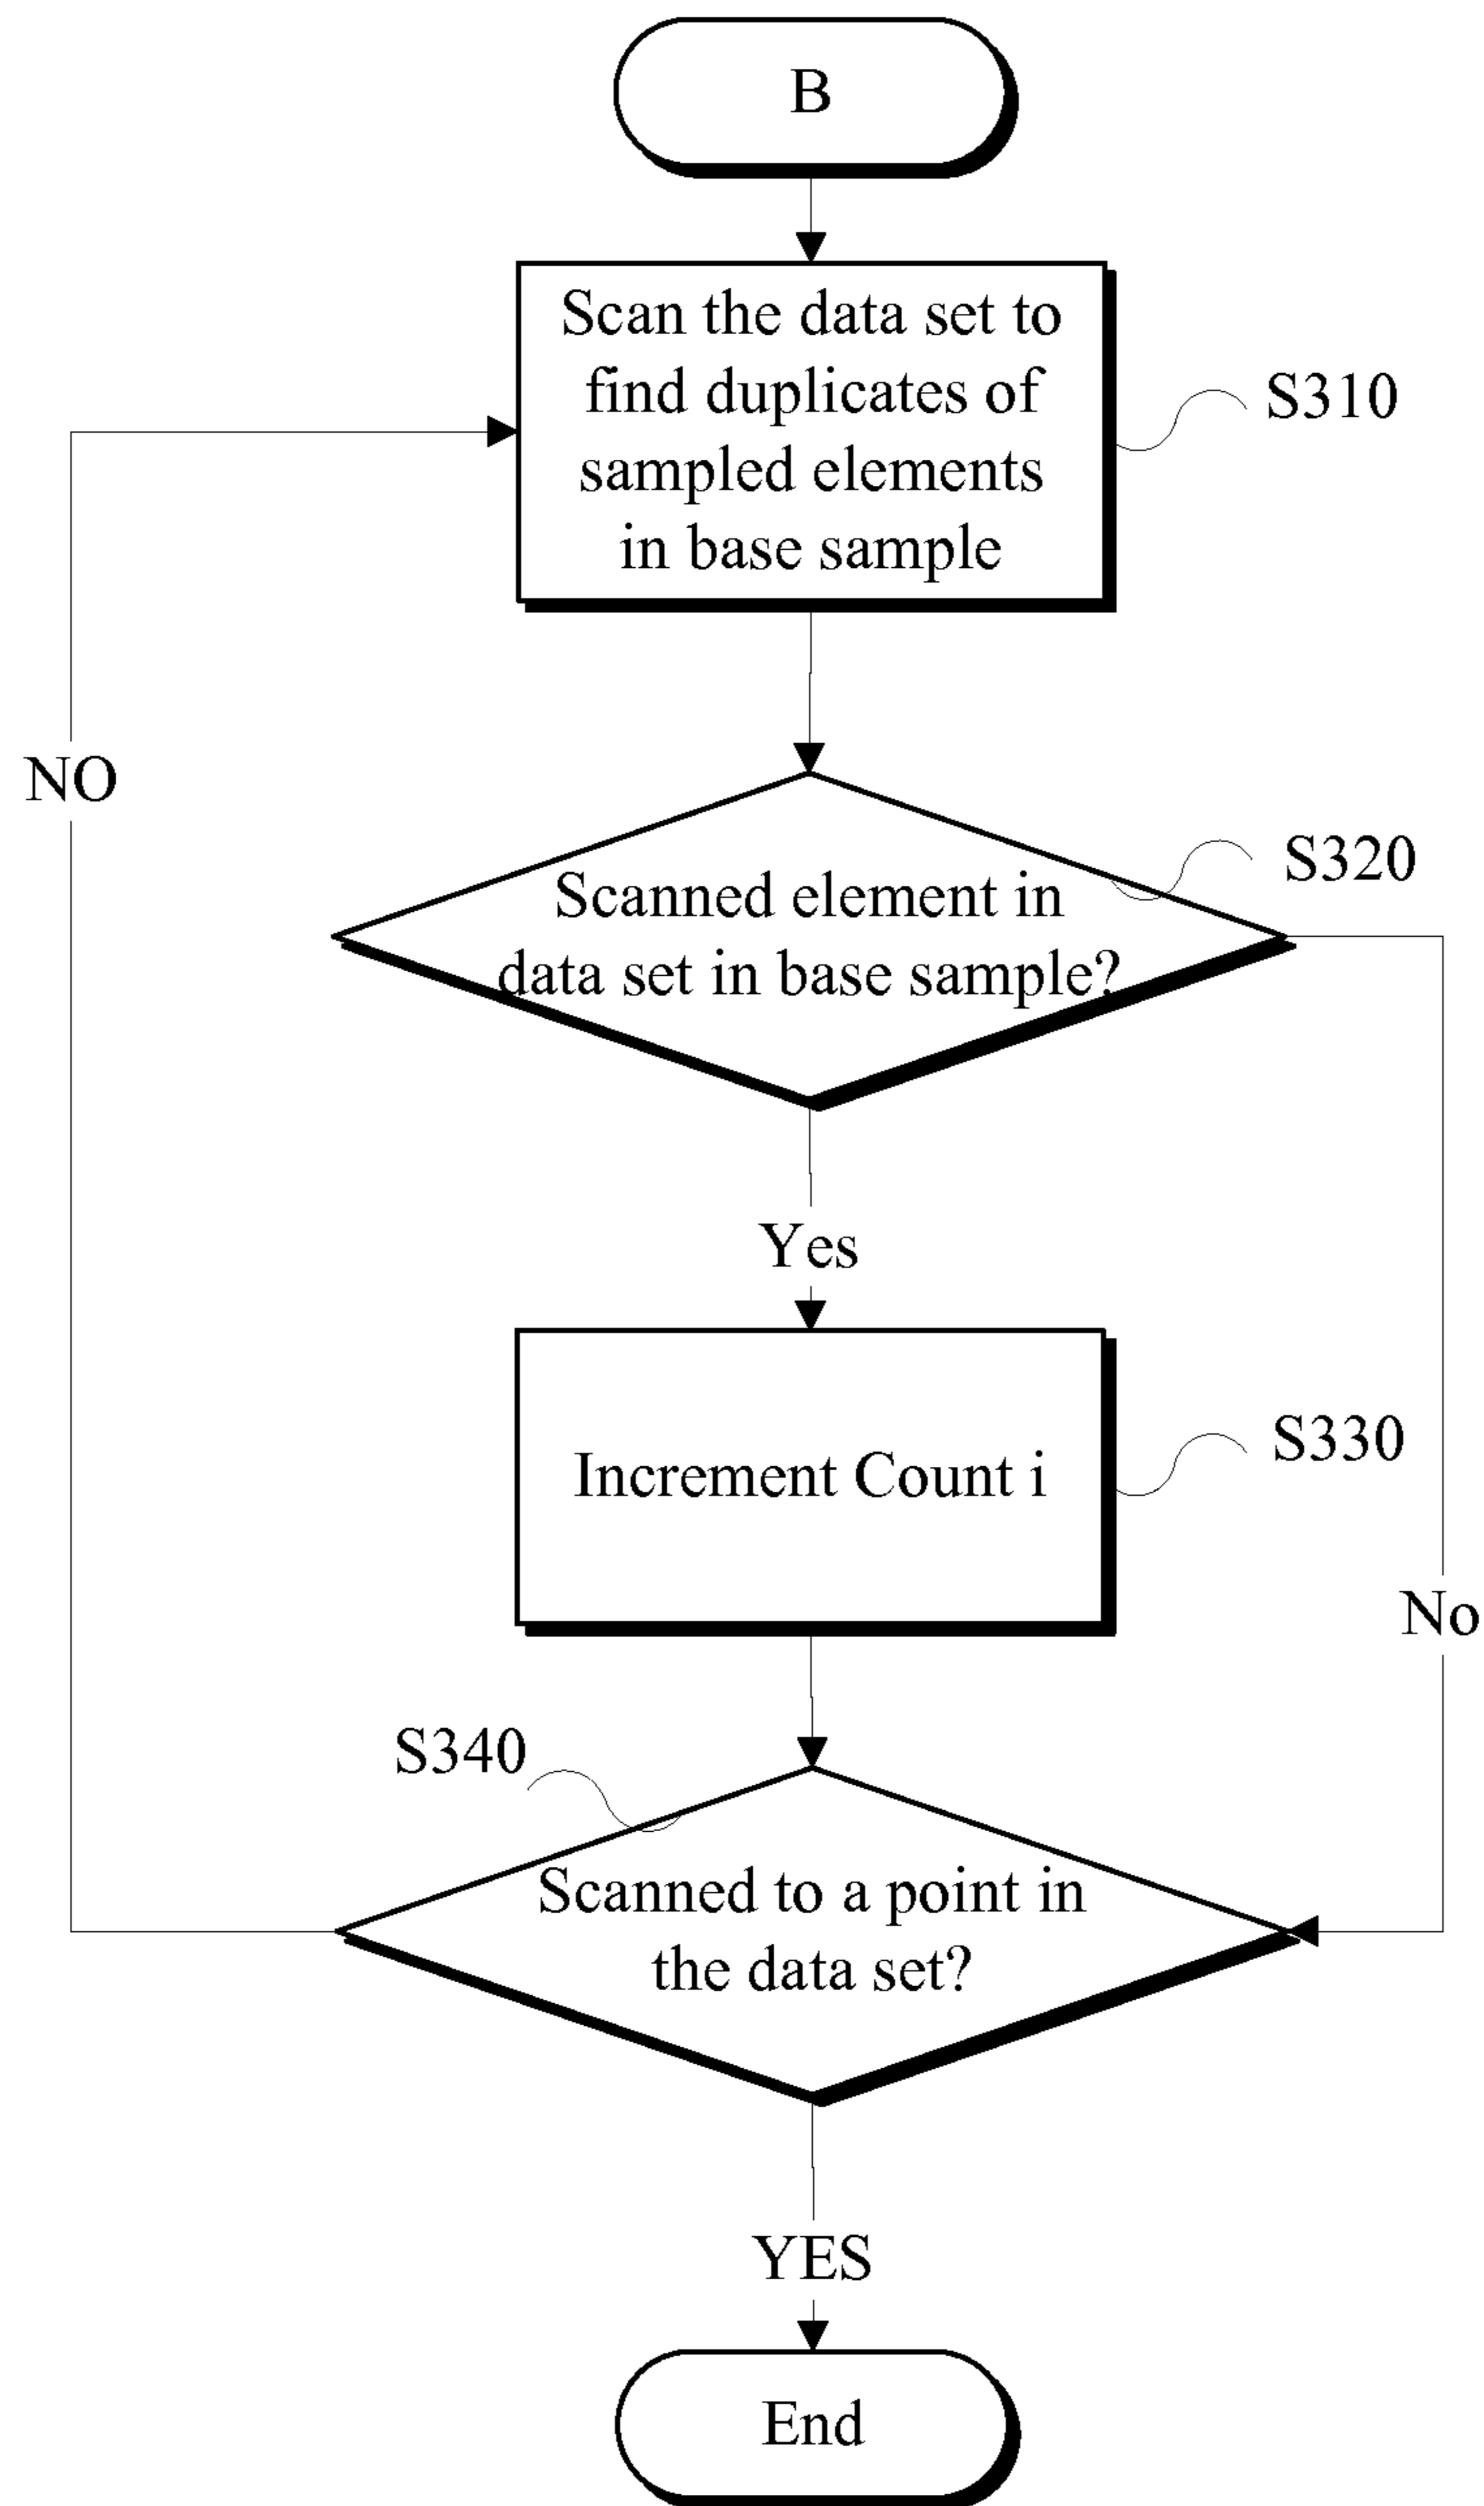 B
Scan the data set to
find duplicates of
sampled elements
in base sample
S310
NO
S320
Scanned element in
data set in base sample?
Yes
Increment Count i
S330
No
S340
Scanned to a point in
the data set?
YES
End